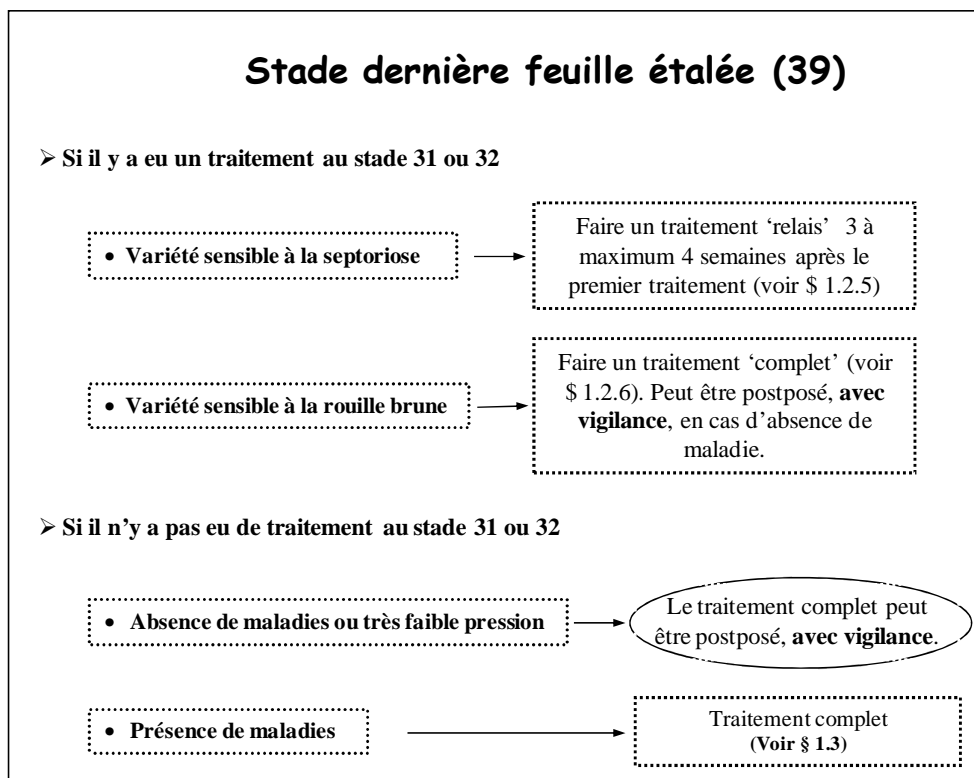 Stade dernière feuille étalée (39)
➢ Si il y a eu un traitement au stade 31 ou 32
• Variété sensible à la septoriose
Faire un traitement ‘relais’ 3 à
maximum 4 semaines après le
premier traitement (voir $ 1.2.5)
• Variété sensible à la rouille brune
Faire un traitement ‘complet’ (voir
$ 1.2.6). Peut être postposé, avec
vigilance, en cas d’absence de
maladie.
➢ Si il n’y a pas eu de traitement au stade 31 ou 32
• Absence de maladies ou très faible pression
Le traitement complet peut
être postposé, avec vigilance.
• Présence de maladies
Traitement complet
(Voir § 1.3)